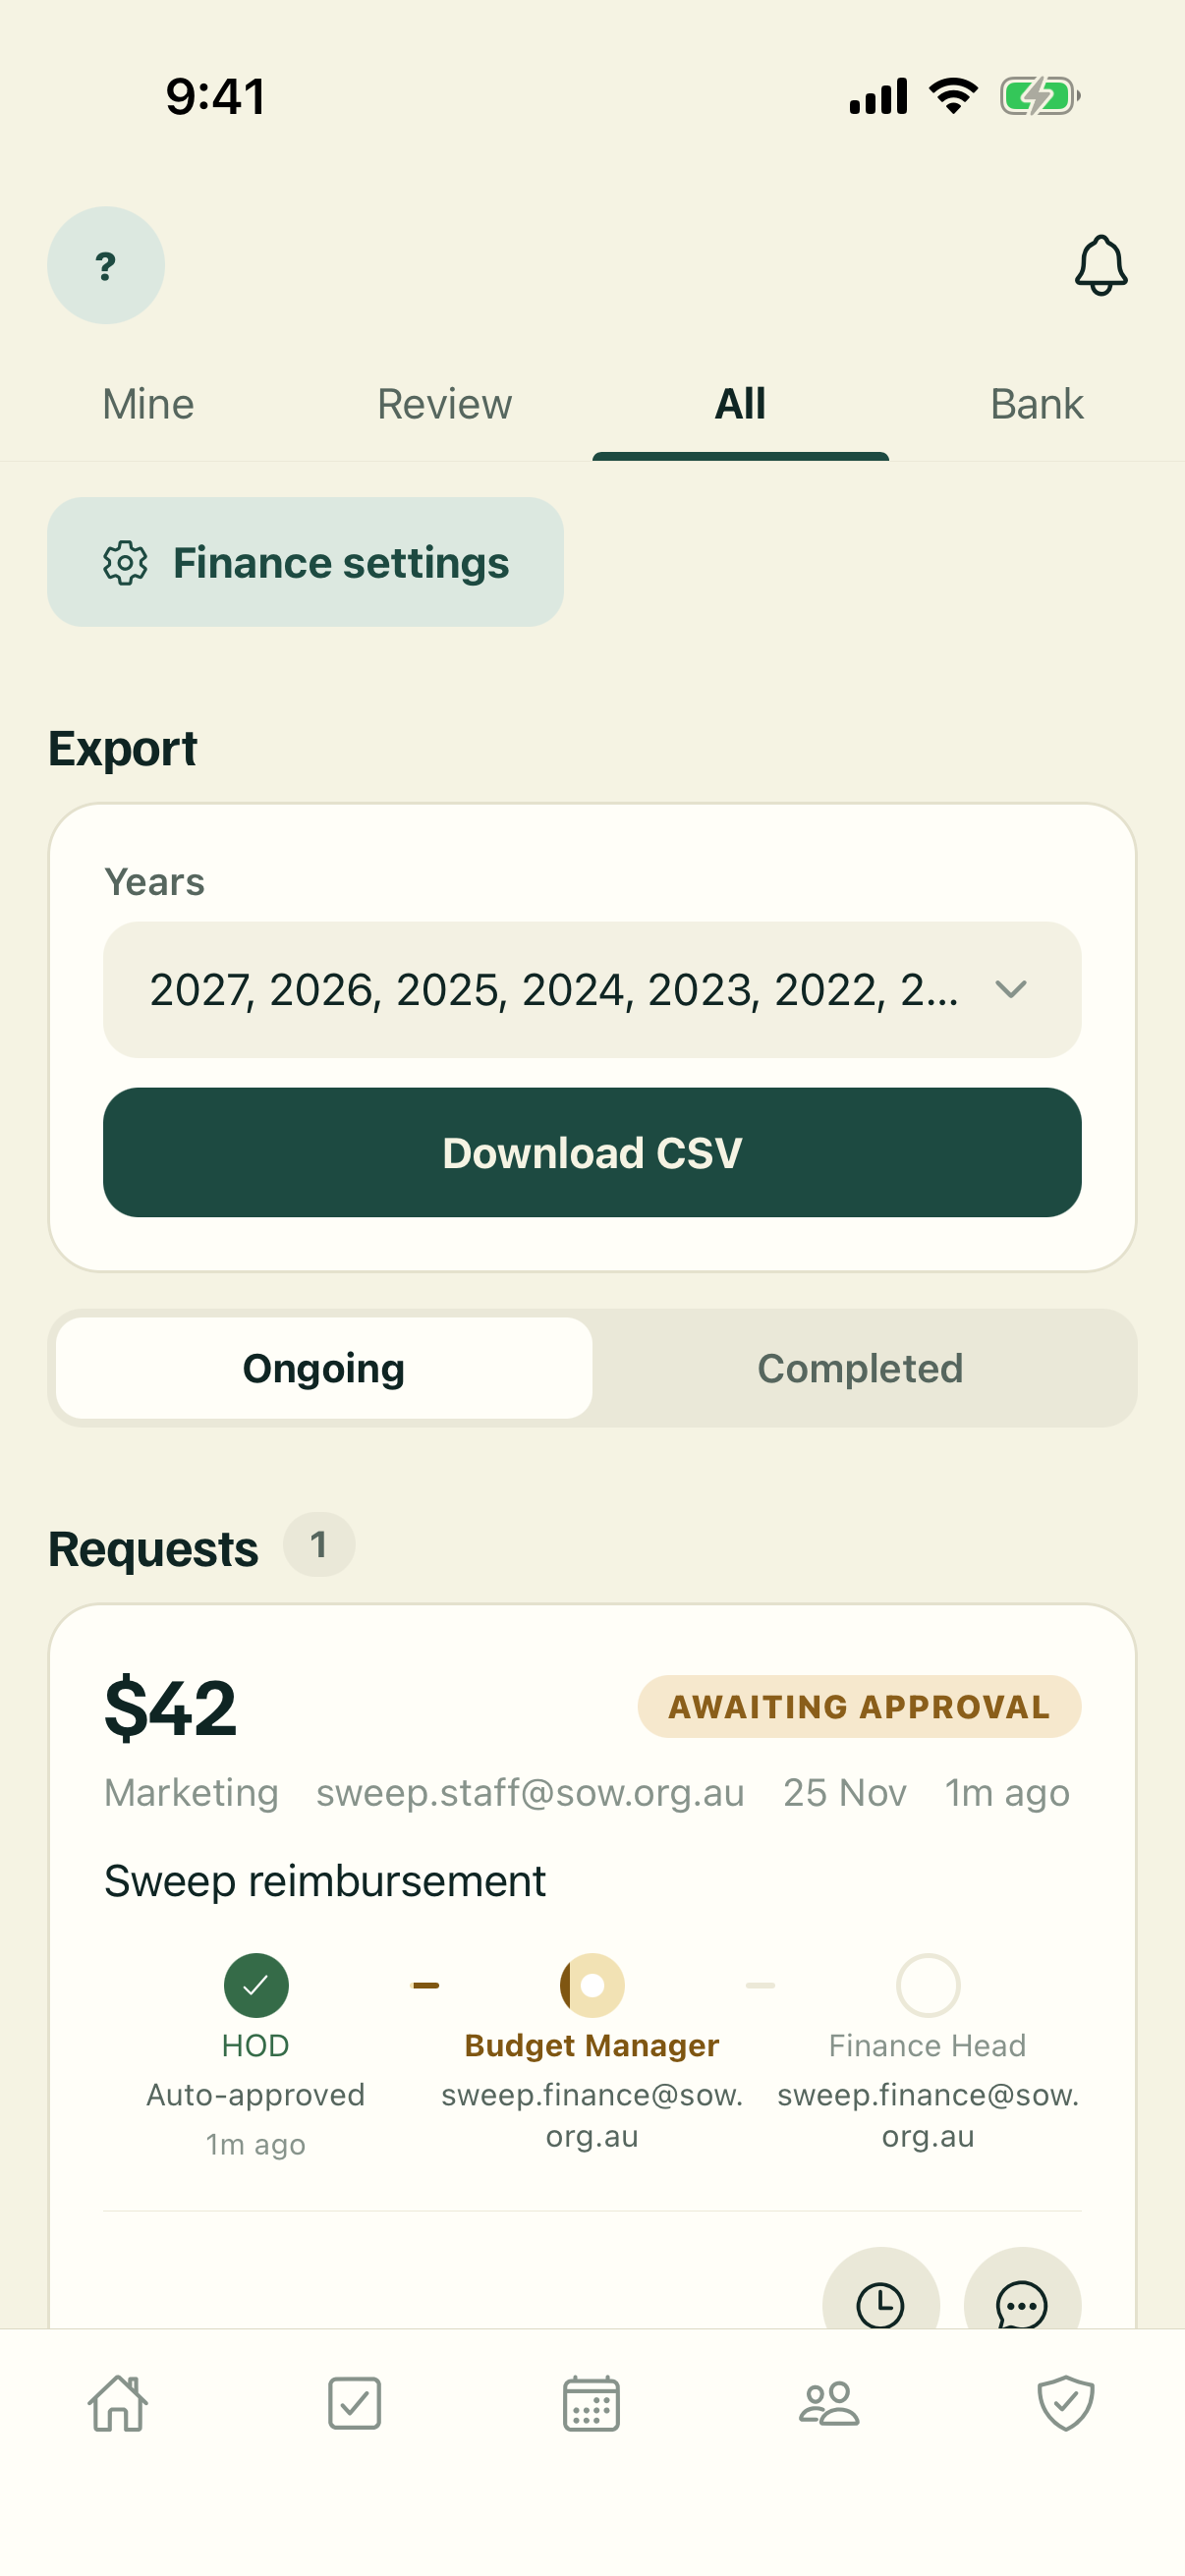 9:41
?
Mine Review All Bank
Finance settings
Export
Years
2027, 2026, 2025, 2024, 2023, 2022, 2...
Download CSV
Ongoing Completed
Requests 1
$42 AWAITING APPROVAL
Marketing sweep.staff@sow.org.au 25 Nov 1m ago
Sweep reimbursement
HOD Budget Manager Finance Head
Auto-approved sweep.finance@sow. sweep.finance@sow.
1m ago org.au org.au